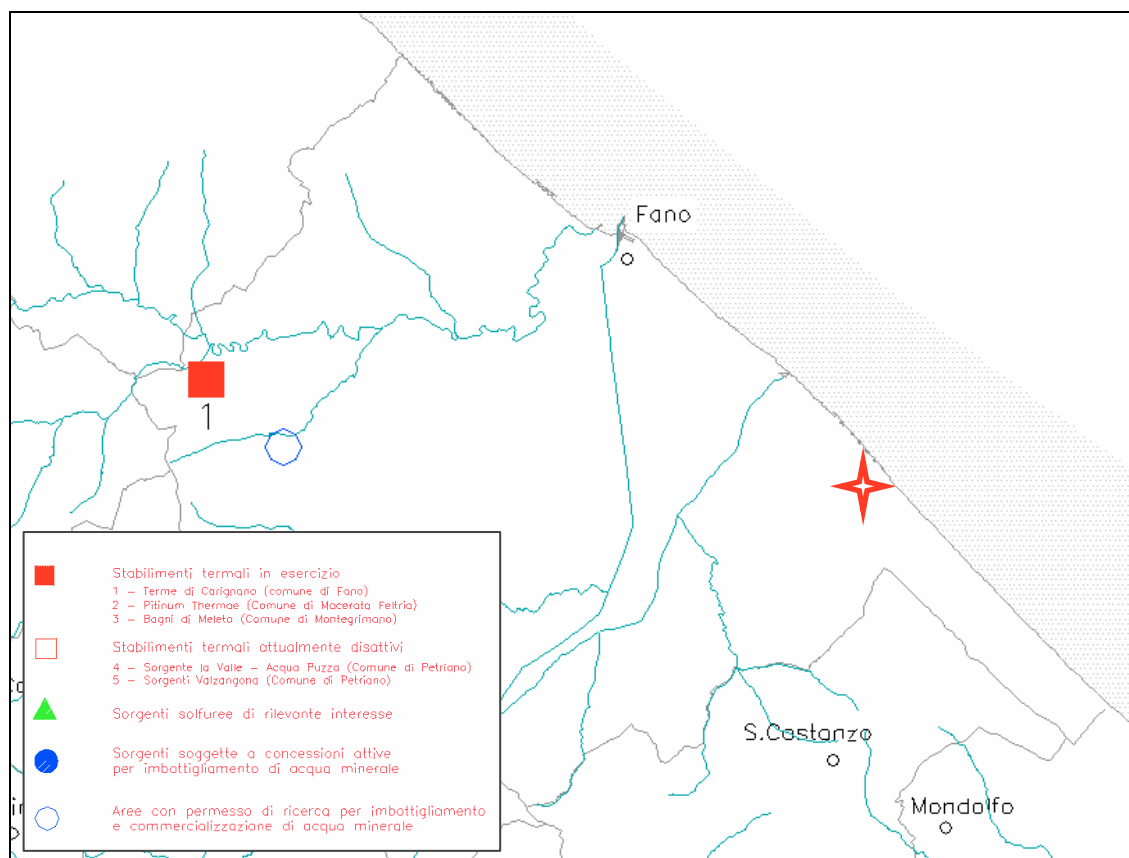 Fano
1
Stabilimenti termali in esercizio
1 – Terme di Carignano (comune di Fano)
2 – Pitinum Thermae (Comune di Macerata Feltria)
3 – Bagni di Meleto (Comune di Montegrimano)
Stabilimenti termali attualmente disattivi
4 – Sorgente la Valle – Acqua Puzza (Comune di Petriano)
5 – Sorgenti Valzangona (Comune di Petriano)
Sorgenti solfuree di rilevante interesse
Sorgenti soggette a concessioni attive
per imbottigliamento di acqua minerale
Aree con permesso di ricerca per imbottigliamento
e commercializzazione di acqua minerale
S.Costanzo
Mondolfo